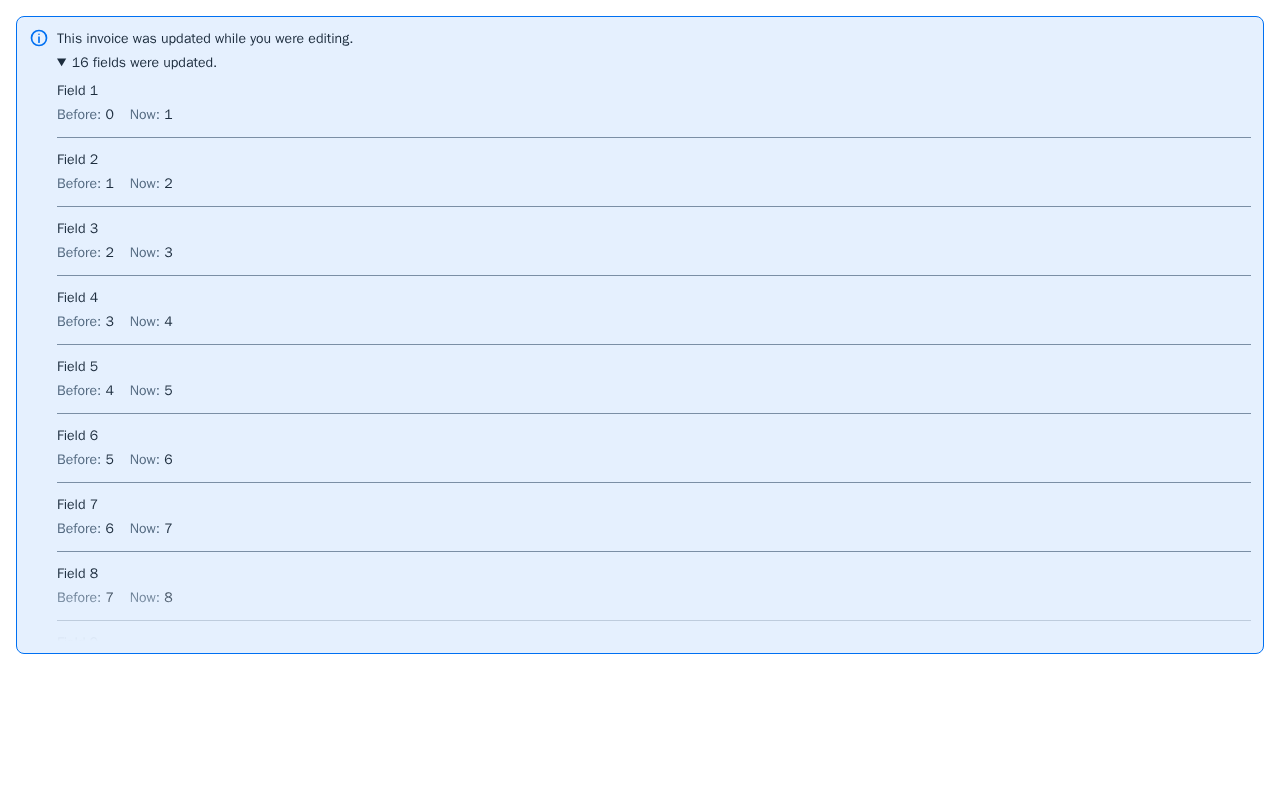 This invoice was updated while you were editing.
▼ 16 fields were updated.
Field 1
Before: 0 Now: 1
Field 2
Before: 1 Now: 2
Field 3
Before: 2 Now: 3
Field 4
Before: 3 Now: 4
Field 5
Before: 4 Now: 5
Field 6
Before: 5 Now: 6
Field 7
Before: 6 Now: 7
Field 8
Before: 7 Now: 8